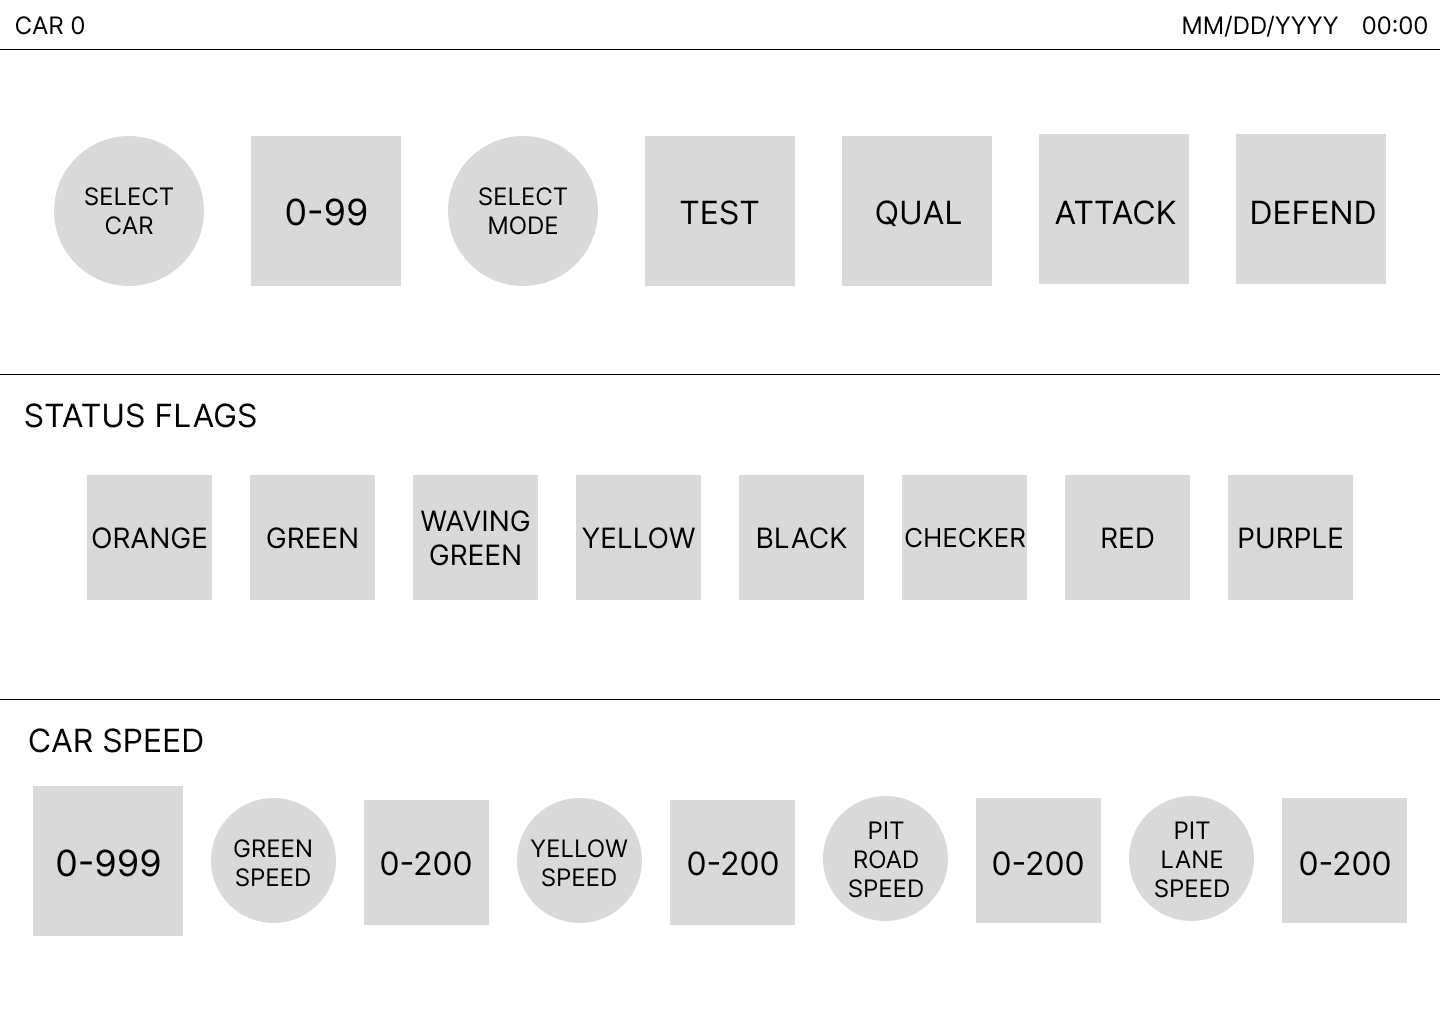 CAR 0
MM/DD/YYYY 00:00
SELECT
CAR
0-99
SELECT
MODE
TEST
QUAL
ATTACK
DEFEND
STATUS FLAGS
ORANGE
GREEN
WAVING
GREEN
YELLOW
BLACK
CHECKER
RED
PURPLE
CAR SPEED
0-999
GREEN
SPEED
0-200
YELLOW
SPEED
0-200
PIT
ROAD
SPEED
0-200
PIT
LANE
SPEED
0-200